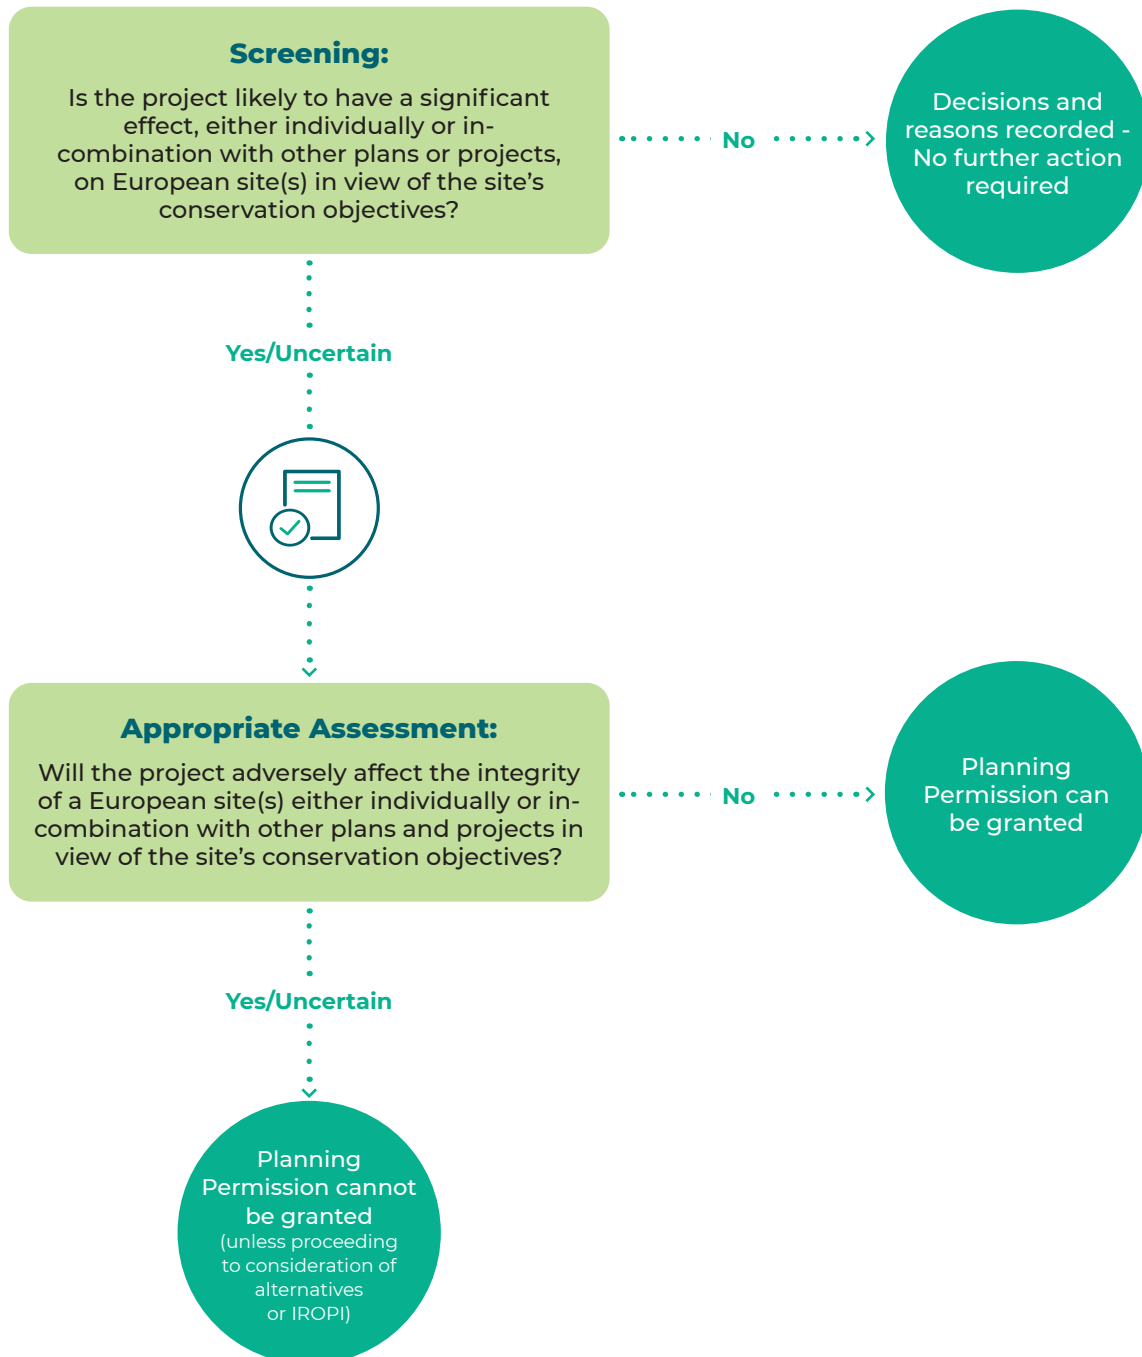 Screening:
Is the project likely to have a significant
effect, either individually or in-
combination with other plans or projects,
on European site(s) in view of the site's
conservation objectives?
No
Decisions and
reasons recorded -
No further action
required
Yes/Uncertain
Appropriate Assessment:
Will the project adversely affect the integrity
of a European site(s) either individually or in-
combination with other plans and projects in
view of the site's conservation objectives?
No
Planning
Permission can
be granted
Yes/Uncertain
Planning
Permission cannot
be granted
(unless proceeding
to consideration of
alternatives
or IROPI)